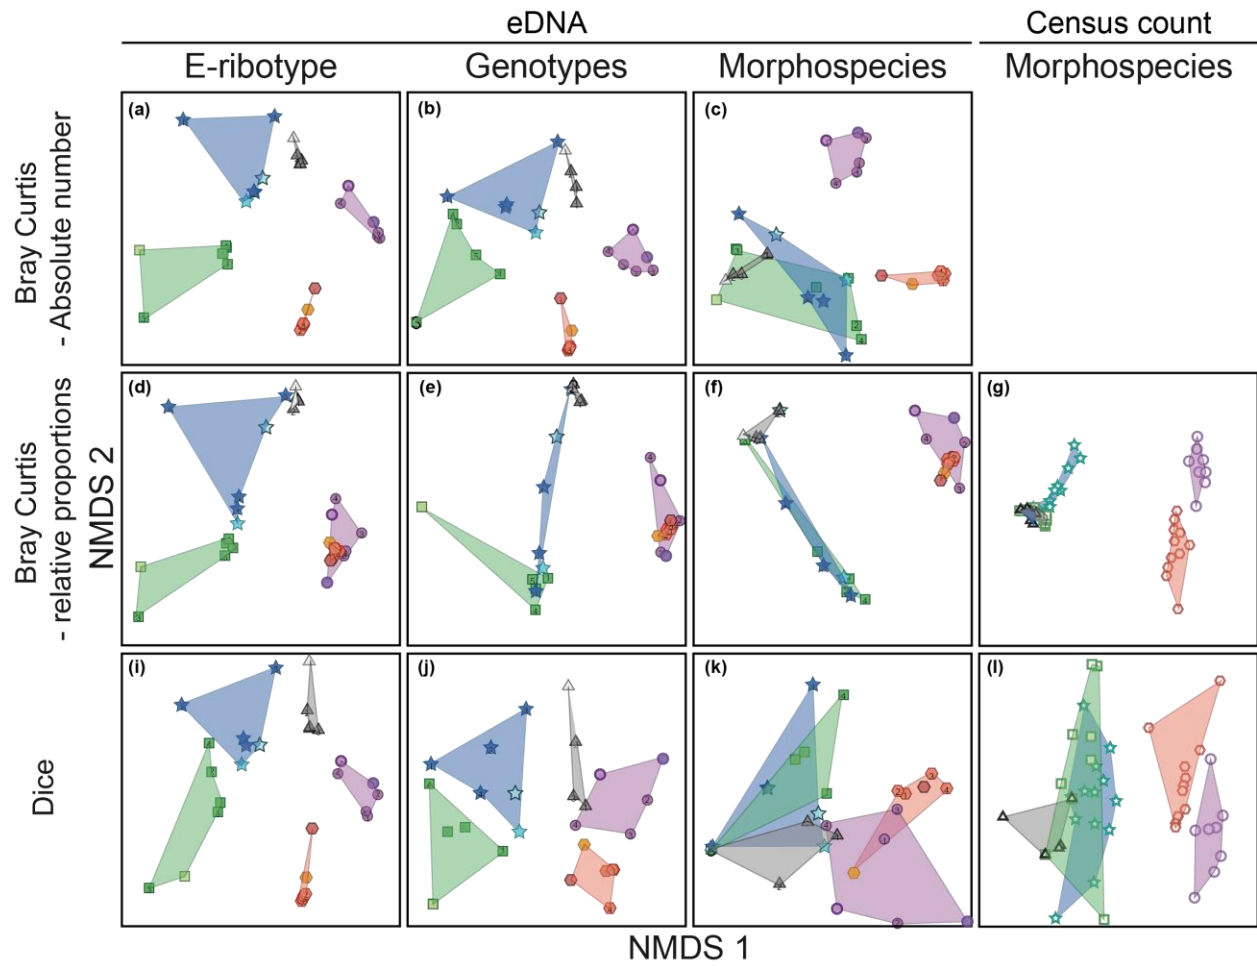 eDNA
Census count
E-ribotype
Genotypes
Morphospecies
Morphospecies
Bray Curtis
- Absolute number
(a)
(b)
(c)
Bray Curtis
- relative proportions
NMDS 2
(d)
(e)
(f)
(g)
Dice
(i)
(j)
(k)
(l)
NMDS 1